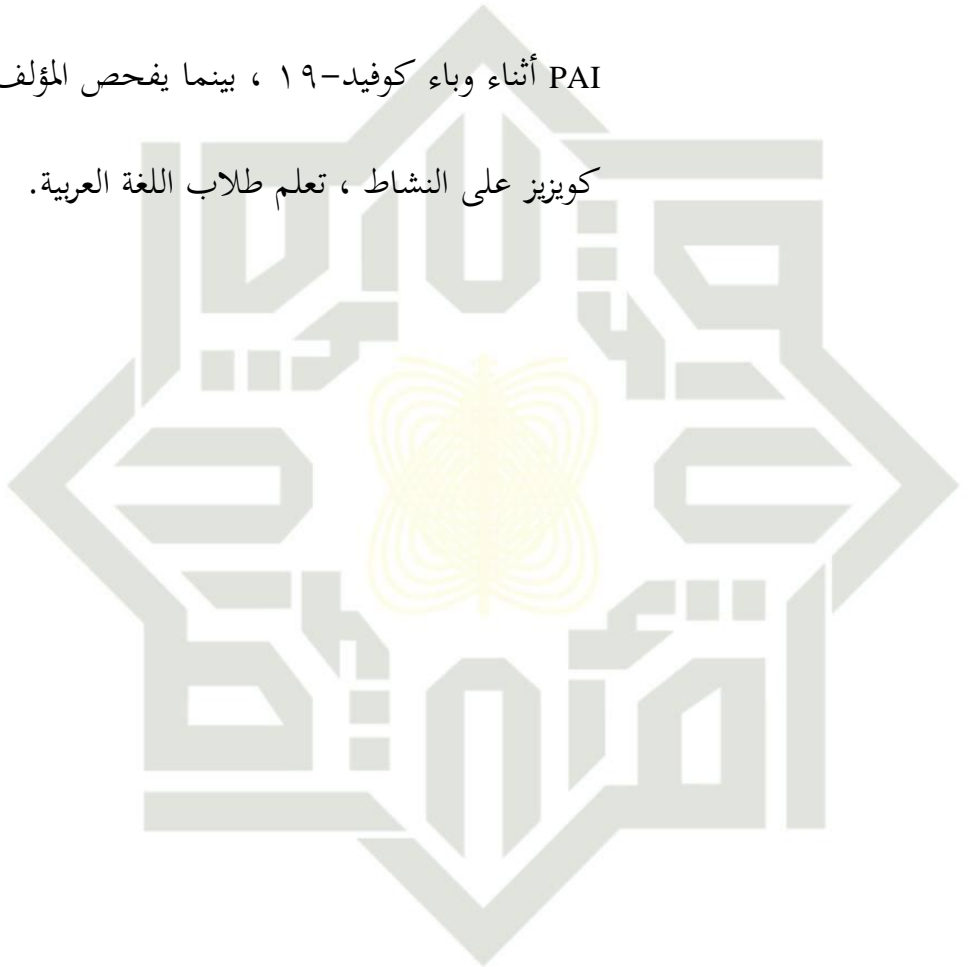 PAI أثناء وباء كوفيد-١٩ ، بينما يفحص المؤلف
كويزيز على النشاط ، تعلم طلاب اللغة العربية.